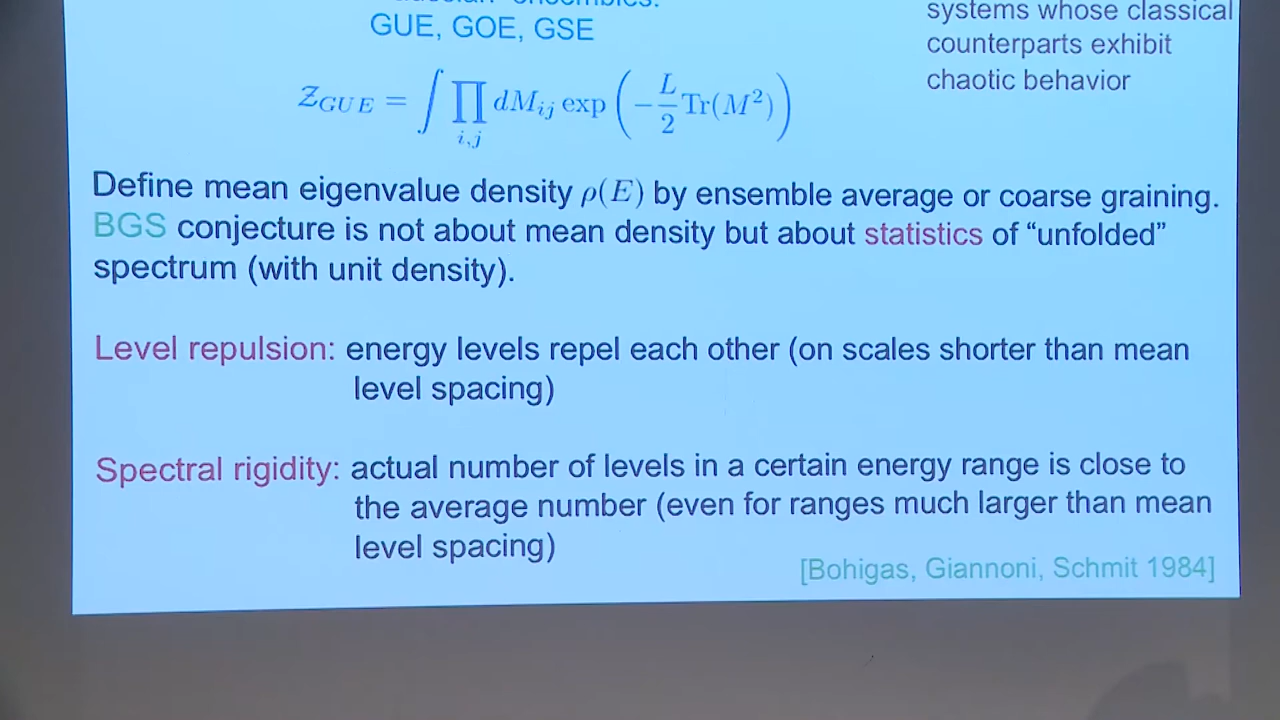 GUE, GOE, GSE
systems whose classical
counterparts exhibit
chaotic behavior
𝒵_{GUE} = ∫ ∏_{i,j} dM_{ij} exp ( −\frac{L}{2} Tr(M²) )
Define mean eigenvalue density ρ(E) by ensemble average or coarse graining.
BGS conjecture is not about mean density but about statistics of “unfolded”
spectrum (with unit density).
Level repulsion: energy levels repel each other (on scales shorter than mean
level spacing)
Spectral rigidity: actual number of levels in a certain energy range is close to
the average number (even for ranges much larger than mean
level spacing)
[Bohigas, Giannoni, Schmit 1984]